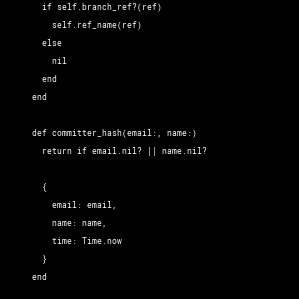 if self.branch_ref?(ref)
self.ref_name(ref)
else
nil
end
end
def committer_hash(email:, name:)
return if email.nil? || name.nil?
{
email: email,
name: name,
time: Time.now
}
end